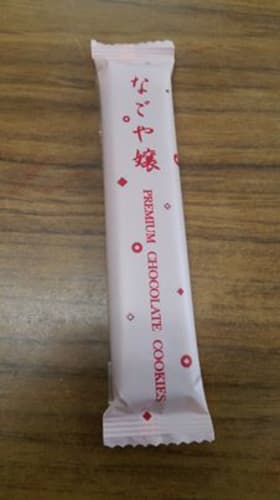 なごや嬢
PREMIUM CHOCOLATE COOKIES